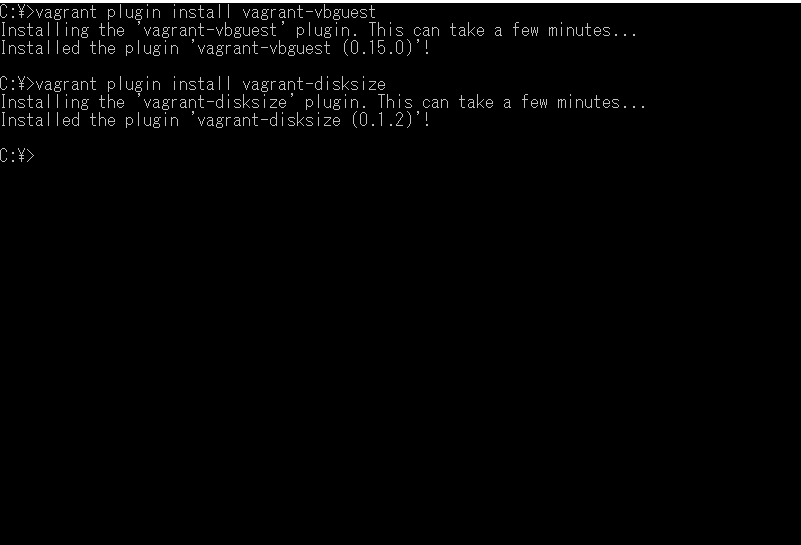 C:¥>vagrant plugin install vagrant-vbguest
Installing the 'vagrant-vbguest' plugin. This can take a few minutes...
Installed the plugin 'vagrant-vbguest (0.15.0)'!
C:¥>vagrant plugin install vagrant-disksize
Installing the 'vagrant-disksize' plugin. This can take a few minutes...
Installed the plugin 'vagrant-disksize (0.1.2)'!
C:¥>